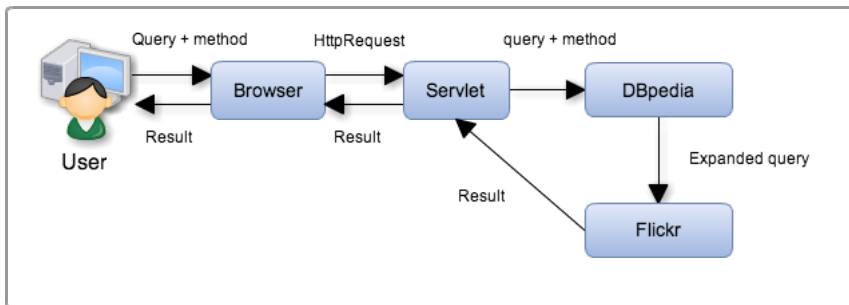 Query + method
HttpRequest
query + method
Browser
Servlet
DBpedia
Result
Result
User
Expanded query
Result
Flickr